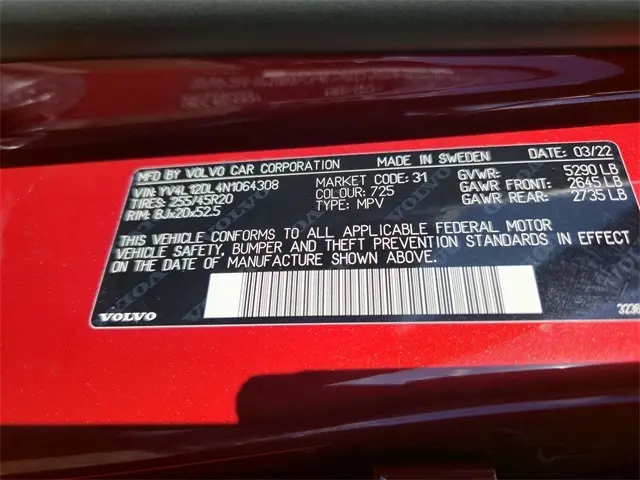 MFD BY VOLVO CAR CORPORATION MADE IN SWEDEN DATE: 03/22
VIN: YV4L12DL4N1064308 MARKET CODE: 31 GVWR: 5290 LB
TIRES: 255/45R20 COLOUR: 725 GAWR FRONT: 2645 LB
RIM: 8Jx20x52.5 TYPE: MPV GAWR REAR: 2735 LB
THIS VEHICLE CONFORMS TO ALL APPLICABLE FEDERAL MOTOR
VEHICLE SAFETY, BUMPER AND THEFT PREVENTION STANDARDS IN EFFECT
ON THE DATE OF MANUFACTURE SHOWN ABOVE.
VOLVO